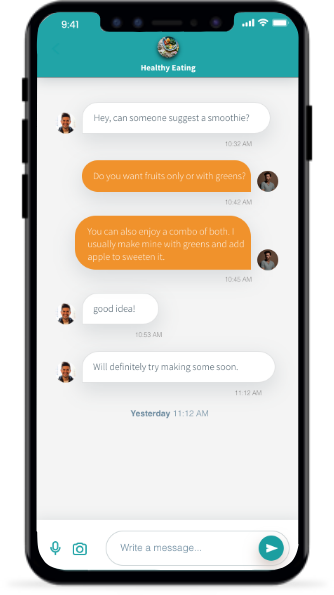 9:41
Healthy Eating
Hey, can someone suggest a smoothie?
10:32 AM
Do you want fruits only or with greens?
10:42 AM
You can also enjoy a combo of both. I
usually make mine with greens and add
apple to sweeten it.
10:45 AM
good idea!
10:53 AM
Will definitely try making some soon.
11:12 AM
Yesterday 11:12 AM
Write a message...